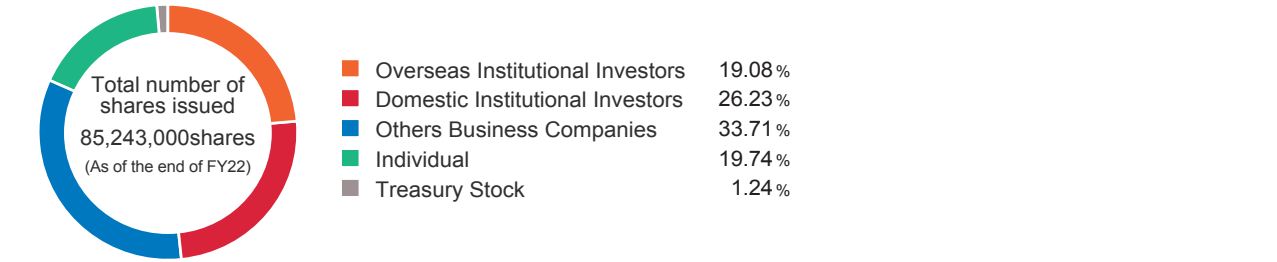 Total number of
shares issued
85,243,000shares
(As of the end of FY22)
Overseas Institutional Investors 19.08%
Domestic Institutional Investors 26.23%
Others Business Companies 33.71%
Individual 19.74%
Treasury Stock 1.24%